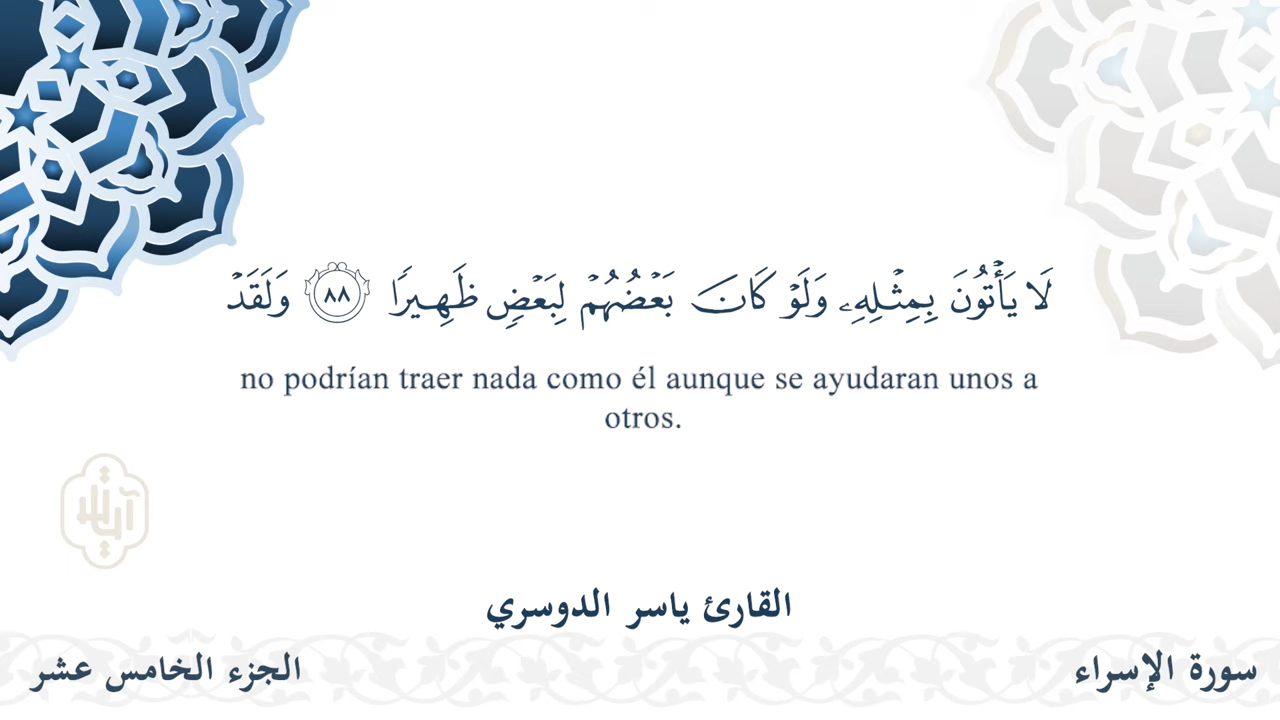 لَا يَأۡتُونَ بِمِثۡلِهِۦ وَلَوۡ كَانَ بَعۡضُهُمۡ لِبَعۡضٖ ظَهِيرٗا ٨٨ وَلَقَدۡ
no podrían traer nada como él aunque se ayudaran unos a
otros.
القارئ ياسر الدوسري
سورة الإسراء
الجزء الخامس عشر